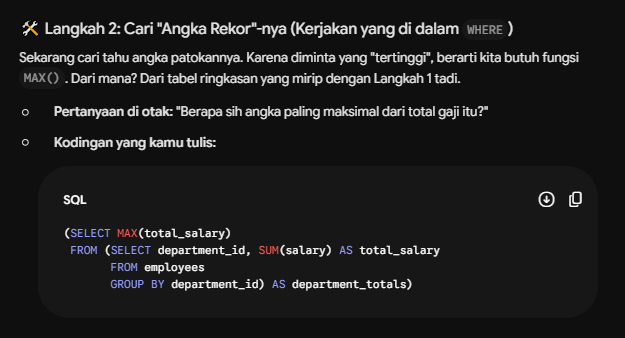 🛠️ Langkah 2: Cari "Angka Rekor"-nya (Kerjakan yang di dalam WHERE )
Sekarang cari tahu angka patokannya. Karena diminta yang "tertinggi", berarti kita butuh fungsi
MAX() . Dari mana? Dari tabel ringkasan yang mirip dengan Langkah 1 tadi.
○ Pertanyaan di otak: "Berapa sih angka paling maksimal dari total gaji itu?"
○ Kodingan yang kamu tulis:
SQL
(SELECT MAX(total_salary)
FROM (SELECT department_id, SUM(salary) AS total_salary
FROM employees
GROUP BY department_id) AS department_totals)